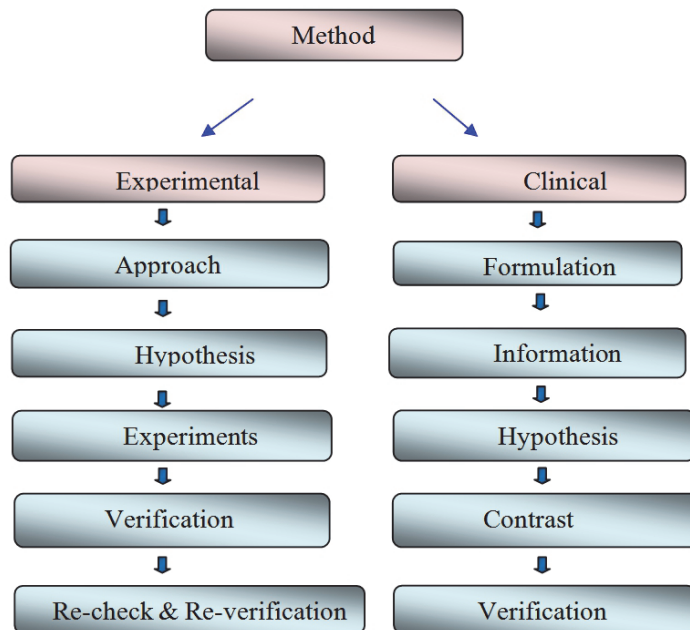 Method
Experimental
Clinical
Approach
Formulation
Hypothesis
Information
Experiments
Hypothesis
Verification
Contrast
Re-check & Re-verification
Verification